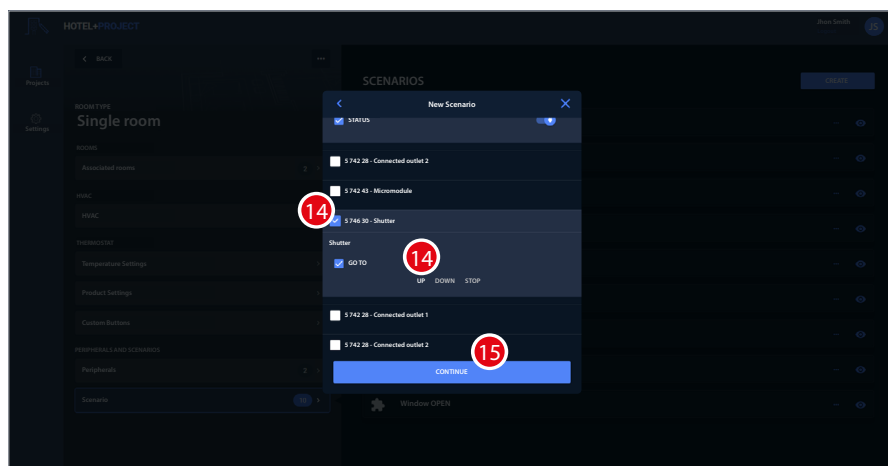 HOTEL+PROJECT
Jhon Smith
JS
BACK
Projects
SCENARIOS
CREATE
ROOM TYPE
New Scenario
Single room
STATUS
Settings
ROOMS
5 742 28 - Connected outlet 2
Associated rooms 2
5 742 43 - Micromodule
HVAC
14
HVAC
5 746 30 - Shutter
THERMOSTAT
Shutter
14
Temperature Settings
GO TO
UP DOWN STOP
Product Settings
5 742 28 - Connected outlet 1
Custom Buttons
5 742 28 - Connected outlet 2
15
PERIPHERALS AND SCENARIOS
Peripherals 2
CONTINUE
Scenario 10
Window OPEN